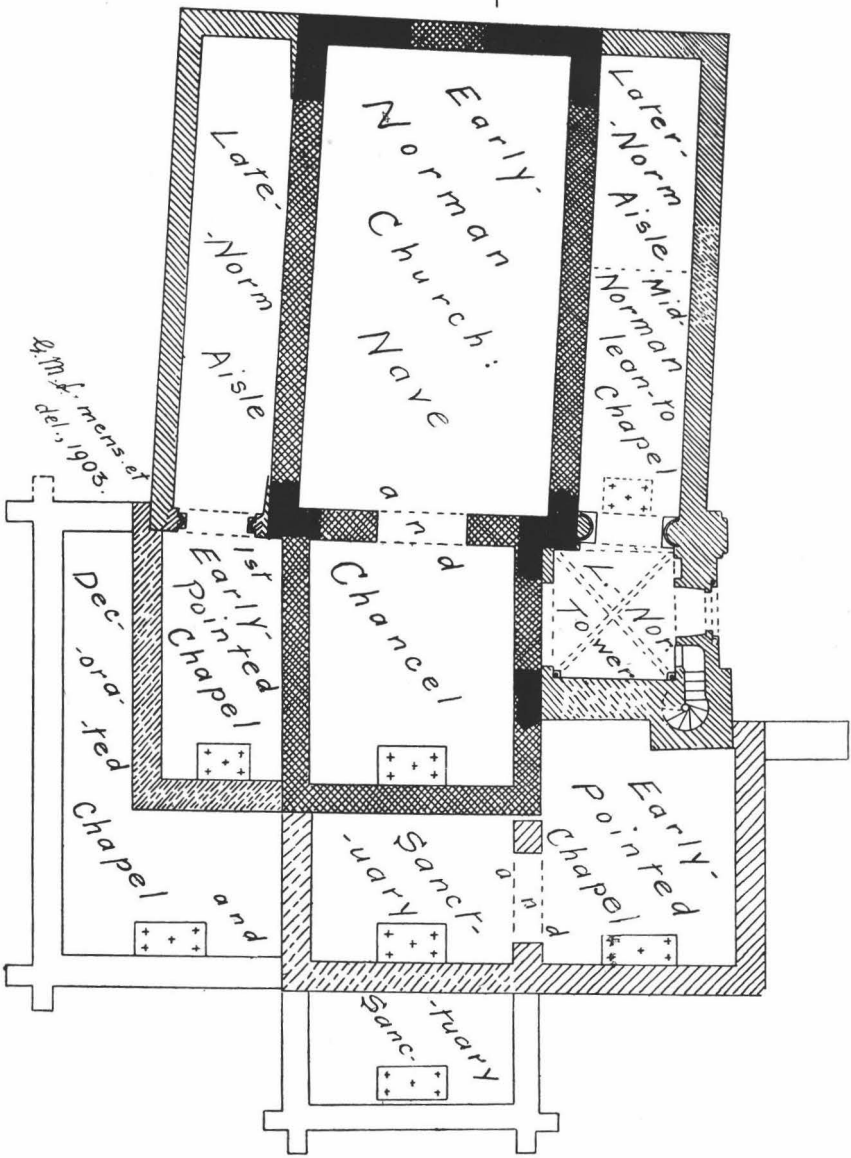 Early-
Norman
Church:
Nave
and
Chancel
Late-
-Norm
Aisle
Later-
-Norm
Aisle
Mid-
Norman
lean-to
Chapel
T. Nor.
Tower.
1st
Early-
Pointed
Chapel
Dec-
-ora-
-ted
Chapel
and
Sanc-
-tuary
Early-
Pointed
Chapel
and
Sanct-
-uary
mens. et
del., 1903.